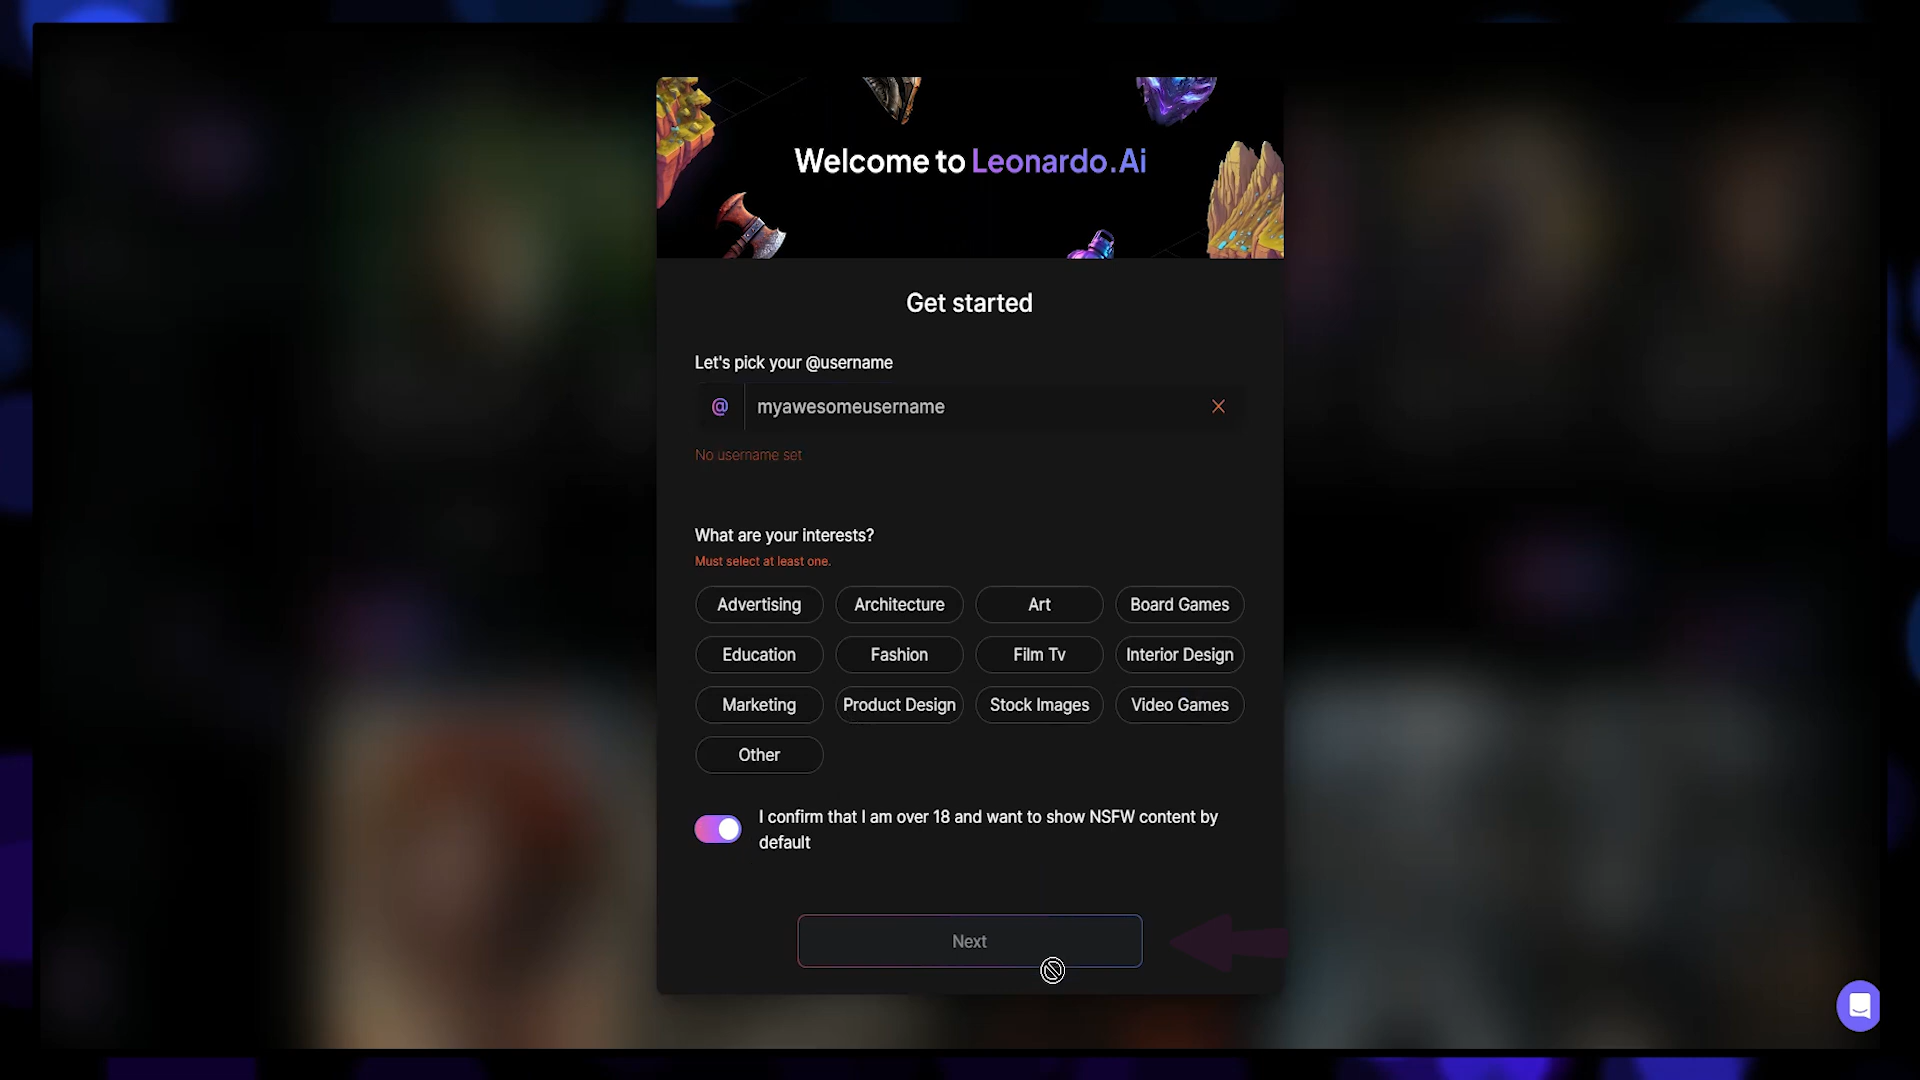 Welcome to Leonardo.Ai
Get started
Let's pick your @username
@ myawesomeusername
No username set
What are your interests?
Must select at least one.
Advertising Architecture Art Board Games
Education Fashion Film Tv Interior Design
Marketing Product Design Stock Images Video Games
Other
I confirm that I am over 18 and want to show NSFW content by
default
Next